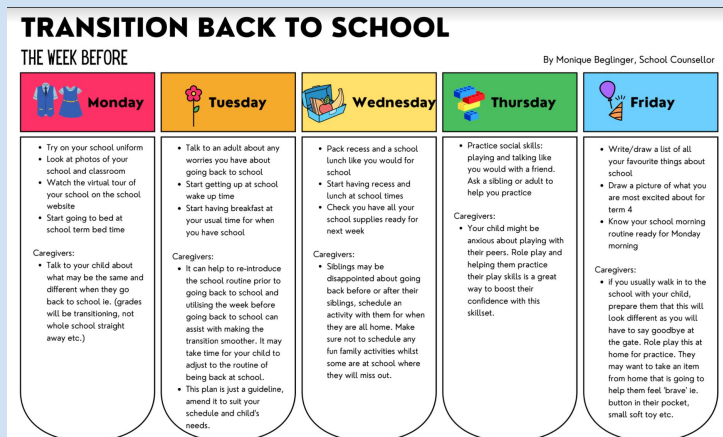 TRANSITION BACK TO SCHOOL
THE WEEK BEFORE
By Monique Beglinger, School Counsellor
Monday
• Try on your school uniform
• Look at photos of your
school and classroom
• Watch the virtual tour of
your school on the school
website
• Start going to bed at
school term bed time
Caregivers:
• Talk to your child about
what may be the same and
different when they go
back to school ie. (grades
will be transitioning, not
whole school straight
away etc.)
Tuesday
• Talk to an adult about any
worries you have about
going back to school
• Start getting up at school
wake up time
• Start having breakfast at
your usual time for when
you have school
Caregivers:
• It can help to re-introduce
the school routine prior to
going back to school and
utilising the week before
going back to school can
assist with making the
transition smoother. It may
take time for your child to
adjust to the routine of
being back at school.
• This plan is just a guideline,
amend it to suit your
schedule and child's
needs.
Wednesday
• Pack recess and a school
lunch like you would for
school
• Start having recess and
lunch at school times
• Check you have all your
school supplies ready for
next week
Caregivers:
• Siblings may be
disappointed about going
back before or after their
siblings, schedule an
activity with them for when
they are all home. Make
sure not to schedule any
fun family activities whilst
some are at school where
they will miss out.
Thursday
• Practice social skills:
playing and talking like
you would with a friend.
Ask a sibling or adult to
help you practice
Caregivers:
• Your child might be
anxious about playing with
their peers. Role play and
helping them practice
their play skills is a great
way to boost their
confidence with this
skillset.
Friday
• Write/draw a list of all
your favourite things about
school
• Draw a picture of what you
are most excited about for
term 4
• Know your school morning
routine ready for Monday
morning
Caregivers:
• if you usually walk in to the
school with your child,
prepare them that this will
look different as you will
have to say goodbye at
the gate. Role play this at
home for practice. They
may want to take an item
from home that is going to
help them feel 'brave' ie.
button in their pocket,
small soft toy etc.